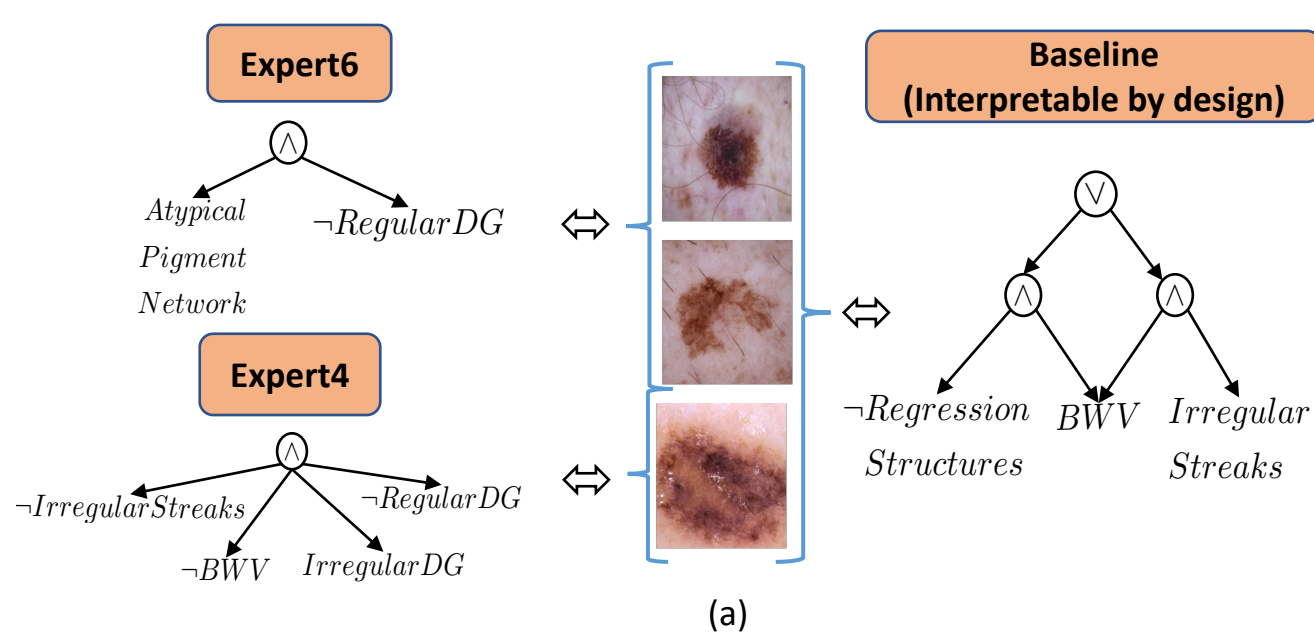 Expert6
∧
Atypical
Pigment
Network
¬RegularDG
⇔
Expert4
∧
¬IrregularStreaks
¬BWV
IrregularDG
¬RegularDG
⇔
Baseline
(Interpretable by design)
⇔
∨
∧
∧
¬Regression
Structures
BWV
Irregular
Streaks
(a)